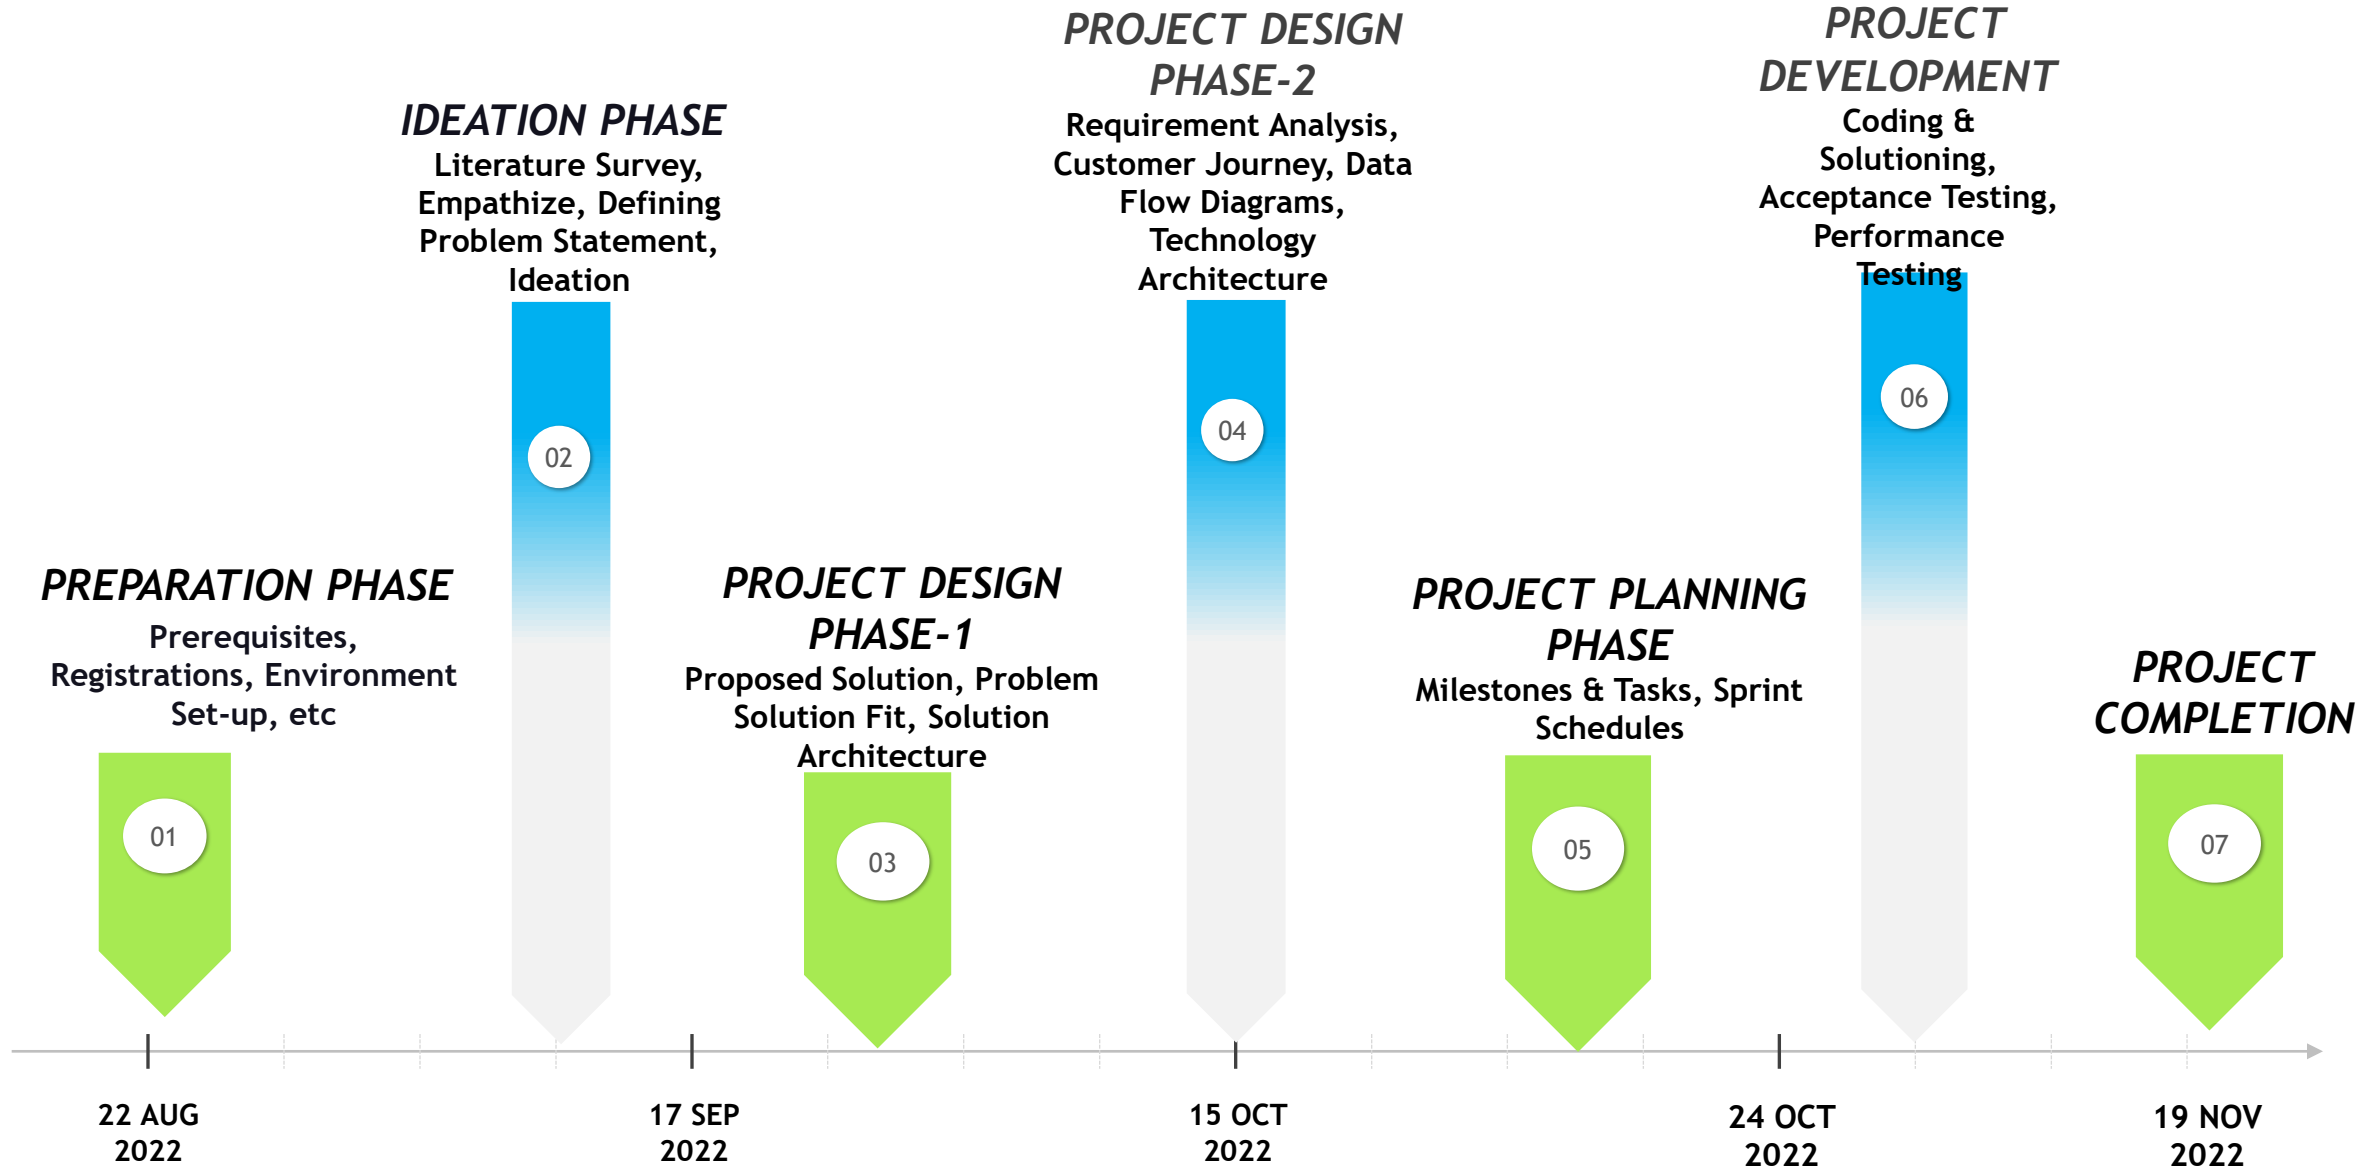 PREPARATION PHASE
Prerequisites,
Registrations, Environment
Set-up, etc
01
IDEATION PHASE
Literature Survey,
Empathize, Defining
Problem Statement,
Ideation
02
PROJECT DESIGN
PHASE-1
Proposed Solution, Problem
Solution Fit, Solution
Architecture
03
PROJECT DESIGN
PHASE-2
Requirement Analysis,
Customer Journey, Data
Flow Diagrams,
Technology
Architecture
04
PROJECT PLANNING
PHASE
Milestones & Tasks, Sprint
Schedules
05
PROJECT
DEVELOPMENT
Coding &
Solutioning,
Acceptance Testing,
Performance
Testing
06
PROJECT
COMPLETION
07
22 AUG
2022
17 SEP
2022
15 OCT
2022
24 OCT
2022
19 NOV
2022